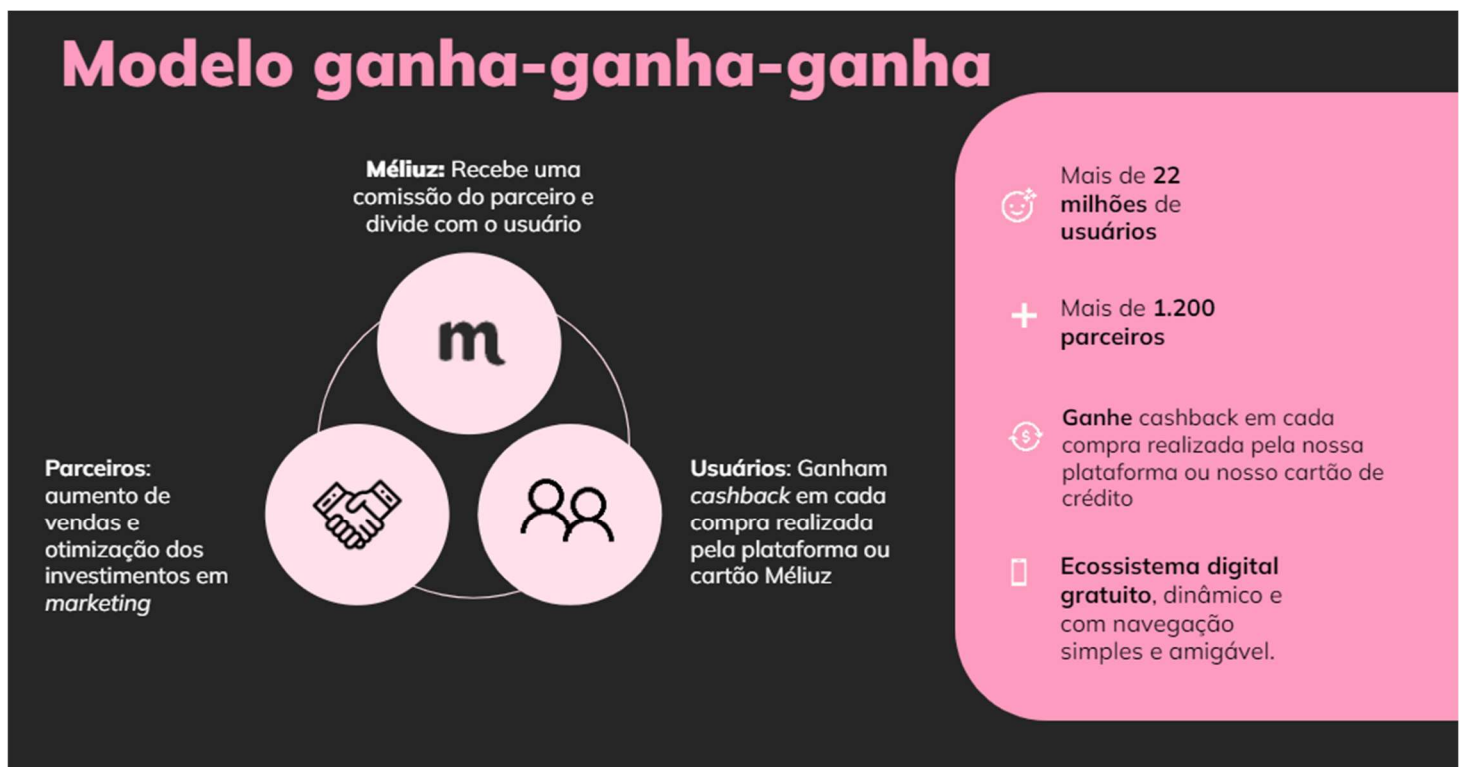 Modelo ganha-ganha-ganha
Méliuz: Recebe uma
comissão do parceiro e
divide com o usuário
m
Parceiros:
aumento de
vendas e
otimização dos
investimentos em
marketing
Usuários: Ganham
cashback em cada
compra realizada
pela plataforma ou
cartão Méliuz
Mais de 22
milhões de
usuários
Mais de 1.200
parceiros
Ganhe cashback em cada
compra realizada pela nossa
plataforma ou nosso cartão de
crédito
Ecossistema digital
gratuito, dinâmico e
com navegação
simples e amigável.